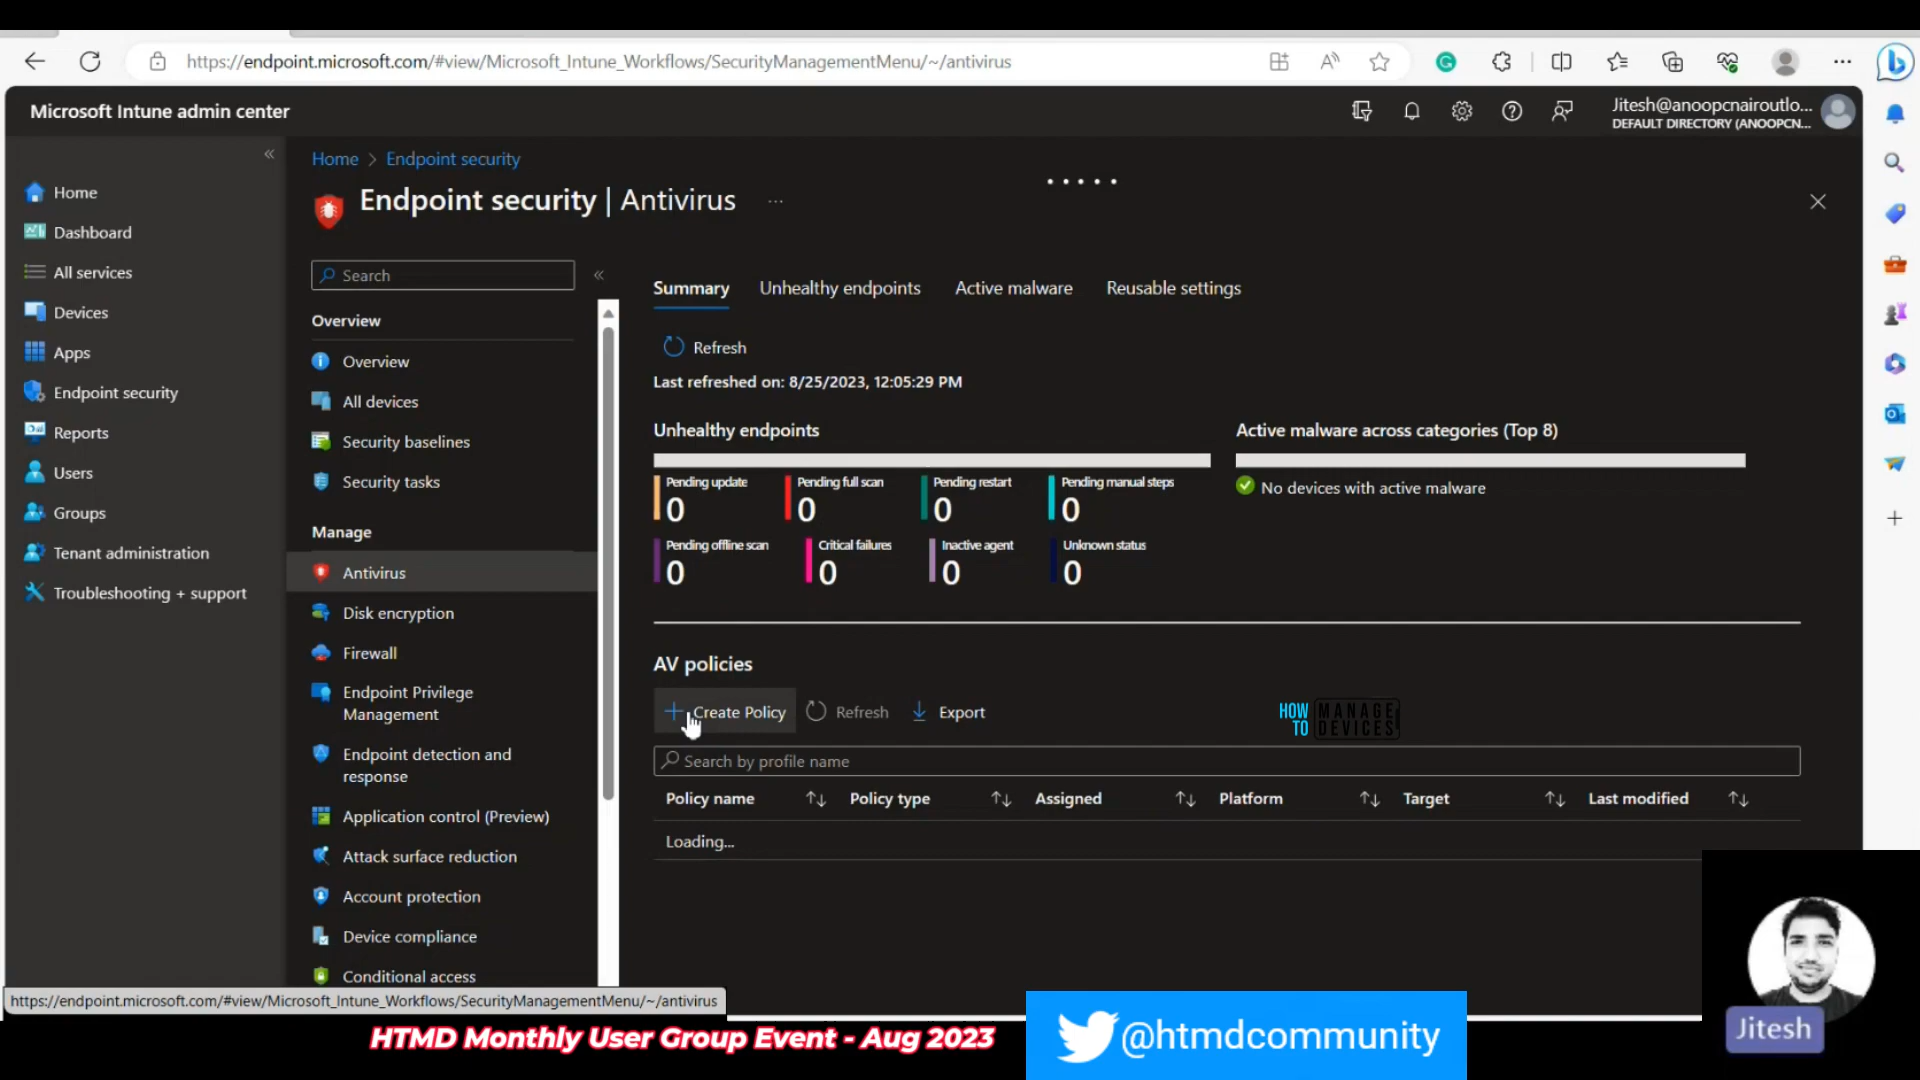 https://endpoint.microsoft.com/#view/Microsoft_Intune_Workflows/SecurityManagementMenu/~/antivirus
Microsoft Intune admin center
Jitesh@anoopcnairoutlo...
DEFAULT DIRECTORY (ANOOPCN...
Home
Dashboard
All services
Devices
Apps
Endpoint security
Reports
Users
Groups
Tenant administration
Troubleshooting + support
Home > Endpoint security
Endpoint security | Antivirus
...
Search
Overview
Overview
All devices
Security baselines
Security tasks
Manage
Antivirus
Disk encryption
Firewall
Endpoint Privilege
Management
Endpoint detection and
response
Application control (Preview)
Attack surface reduction
Account protection
Device compliance
Conditional access
Summary Unhealthy endpoints Active malware Reusable settings
Refresh
Last refreshed on: 8/25/2023, 12:05:29 PM
Unhealthy endpoints
Pending update Pending full scan Pending restart Pending manual steps
0 0 0 0
Pending offline scan Critical failures Inactive agent Unknown status
0 0 0 0
Active malware across categories (Top 8)
No devices with active malware
AV policies
Create Policy Refresh Export
HOW MANAGE
TO DEVICES
Search by profile name
Policy name Policy type Assigned Platform Target Last modified
Loading...
https://endpoint.microsoft.com/#view/Microsoft_Intune_Workflows/SecurityManagementMenu/~/antivirus
HTMD Monthly User Group Event - Aug 2023
@htmdcommunity
Jitesh